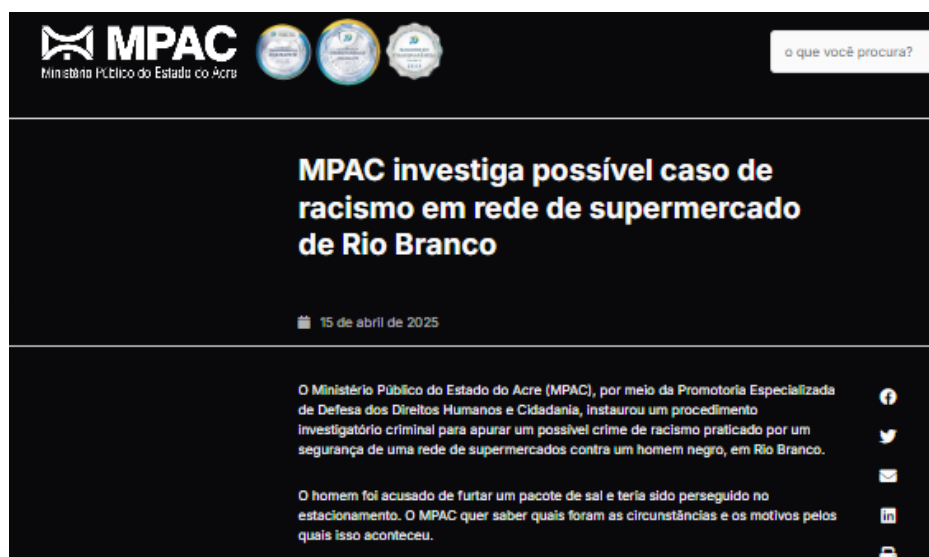 MPAC
Ministério Público do Estado do Acre
o que você procura?
MPAC investiga possível caso de
racismo em rede de supermercado
de Rio Branco
15 de abril de 2025
O Ministério Público do Estado do Acre (MPAC), por meio da Promotoria Especializada
de Defesa dos Direitos Humanos e Cidadania, instaurou um procedimento
investigatório criminal para apurar um possível crime de racismo praticado por um
segurança de uma rede de supermercados contra um homem negro, em Rio Branco.
O homem foi acusado de furtar um pacote de sal e teria sido perseguido no
estacionamento. O MPAC quer saber quais foram as circunstâncias e os motivos pelos
quais isso aconteceu.